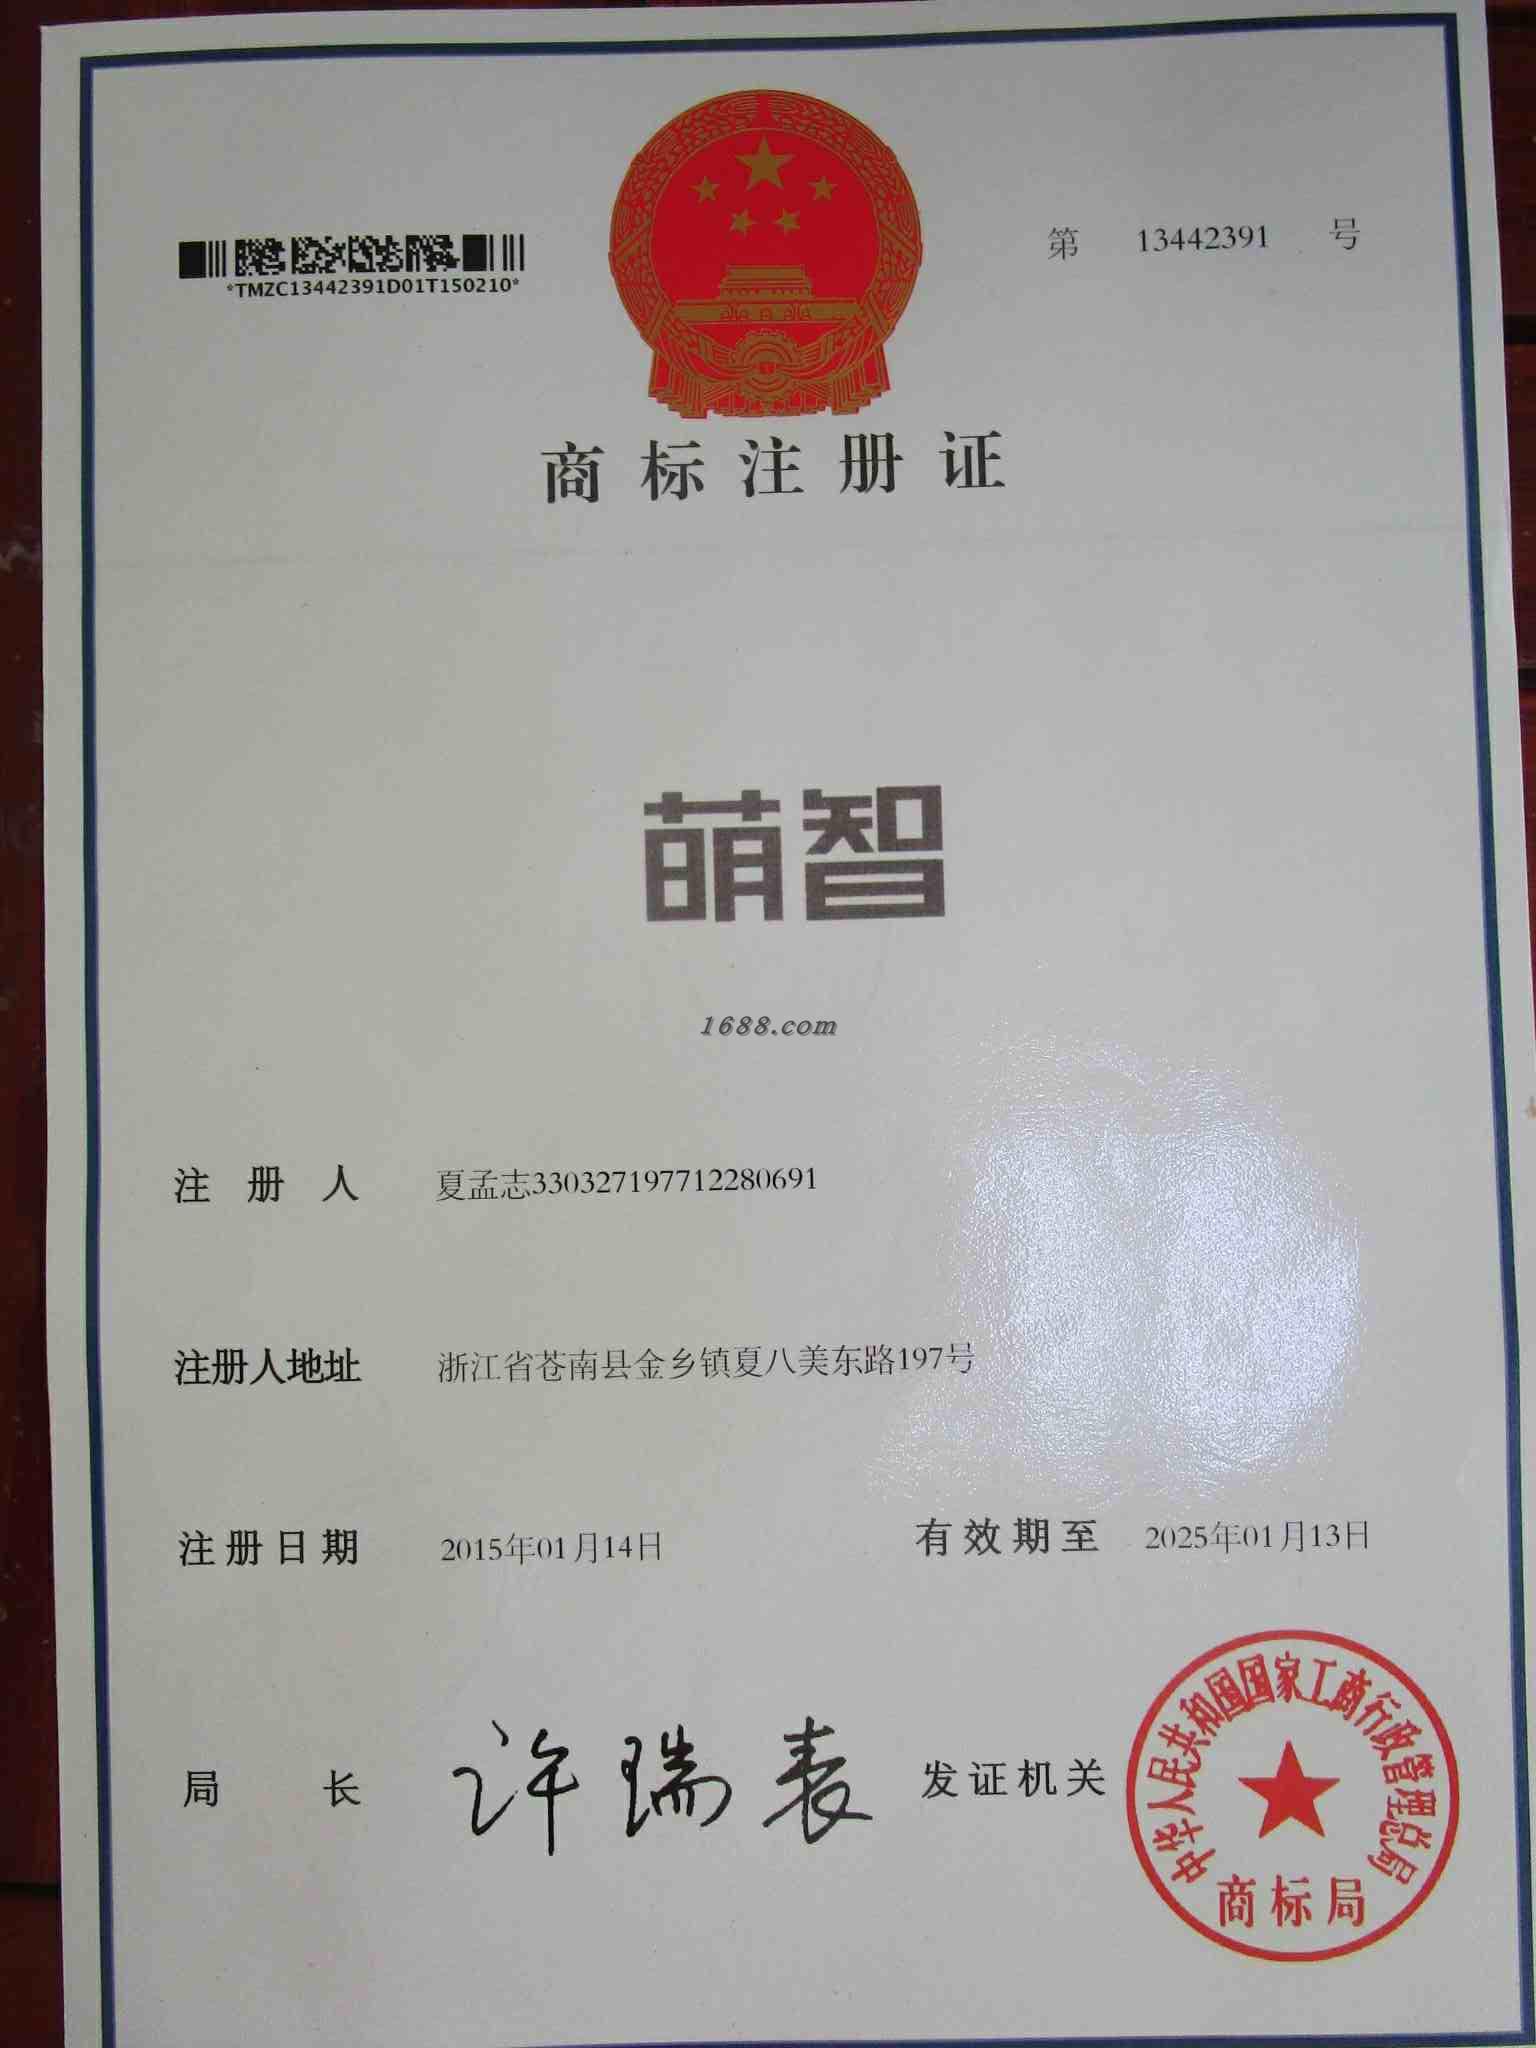 *TMZC13442391D01T150210*
第 13442391 号
商标注册证
萌智
1688.com
注册人 夏孟志330327197712280691
注册人地址 浙江省苍南县金乡镇夏八美东路197号
注册日期 2015年01月14日 有效期至 2025年01月13日
局长 许瑞表 发证机关
中华人民共和国国家工商行政管理总局
商标局